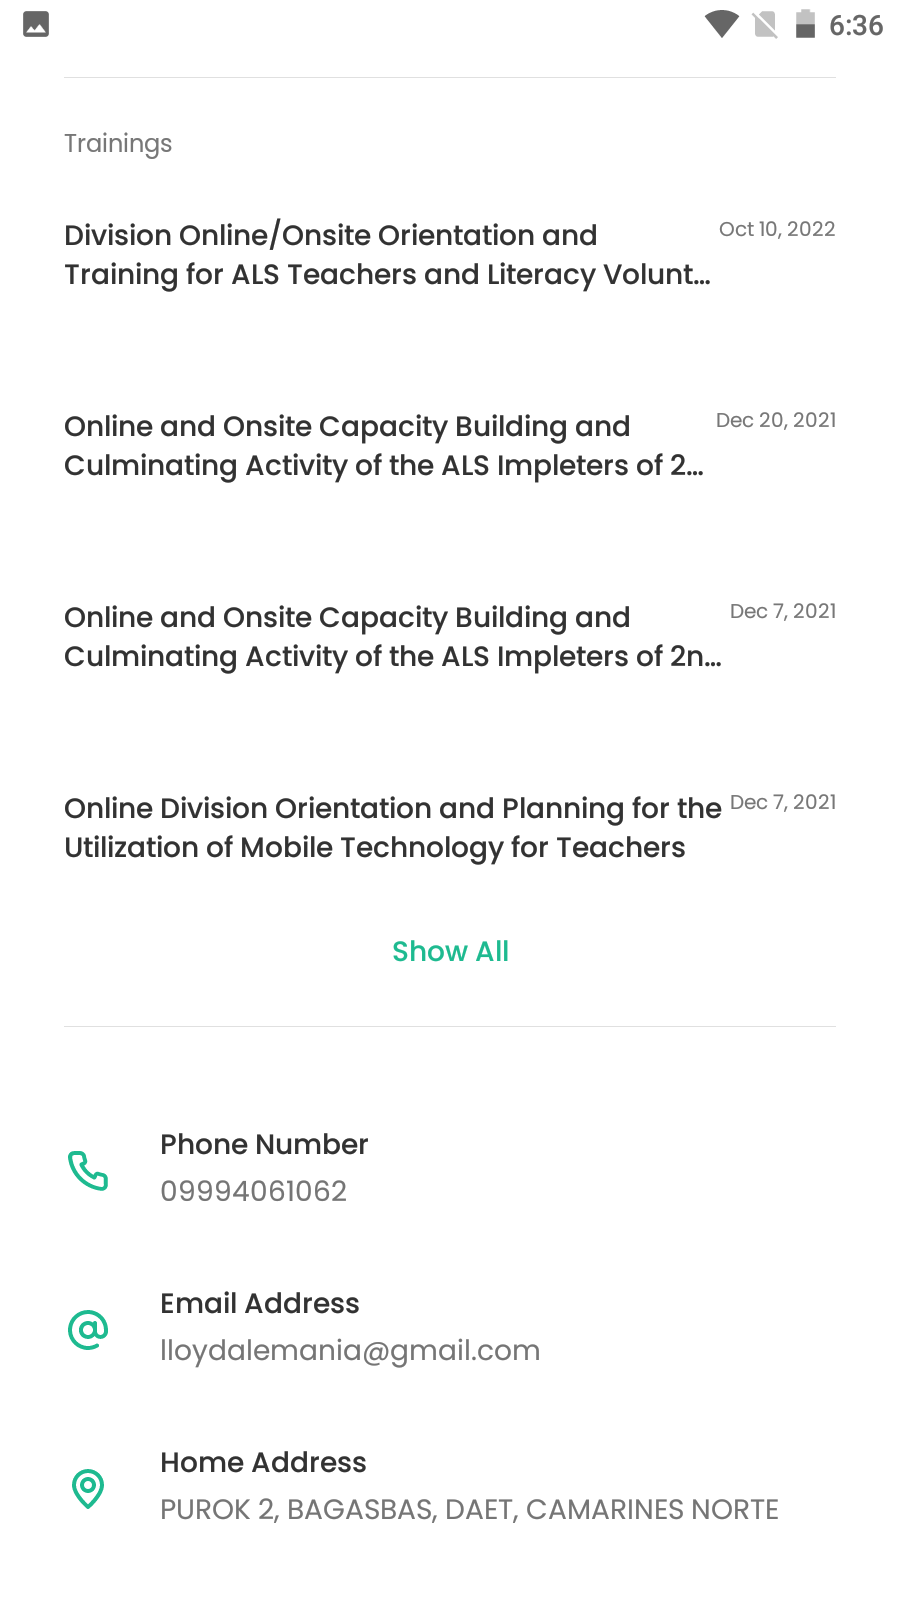 6:36
Trainings
Division Online/Onsite Orientation and
Training for ALS Teachers and Literacy Volunt...
Oct 10, 2022
Online and Onsite Capacity Building and
Culminating Activity of the ALS Impleters of 2...
Dec 20, 2021
Online and Onsite Capacity Building and
Culminating Activity of the ALS Impleters of 2n...
Dec 7, 2021
Online Division Orientation and Planning for the
Utilization of Mobile Technology for Teachers
Dec 7, 2021
Show All
Phone Number
09994061062
Email Address
lloydalemania@gmail.com
Home Address
PUROK 2, BAGASBAS, DAET, CAMARINES NORTE